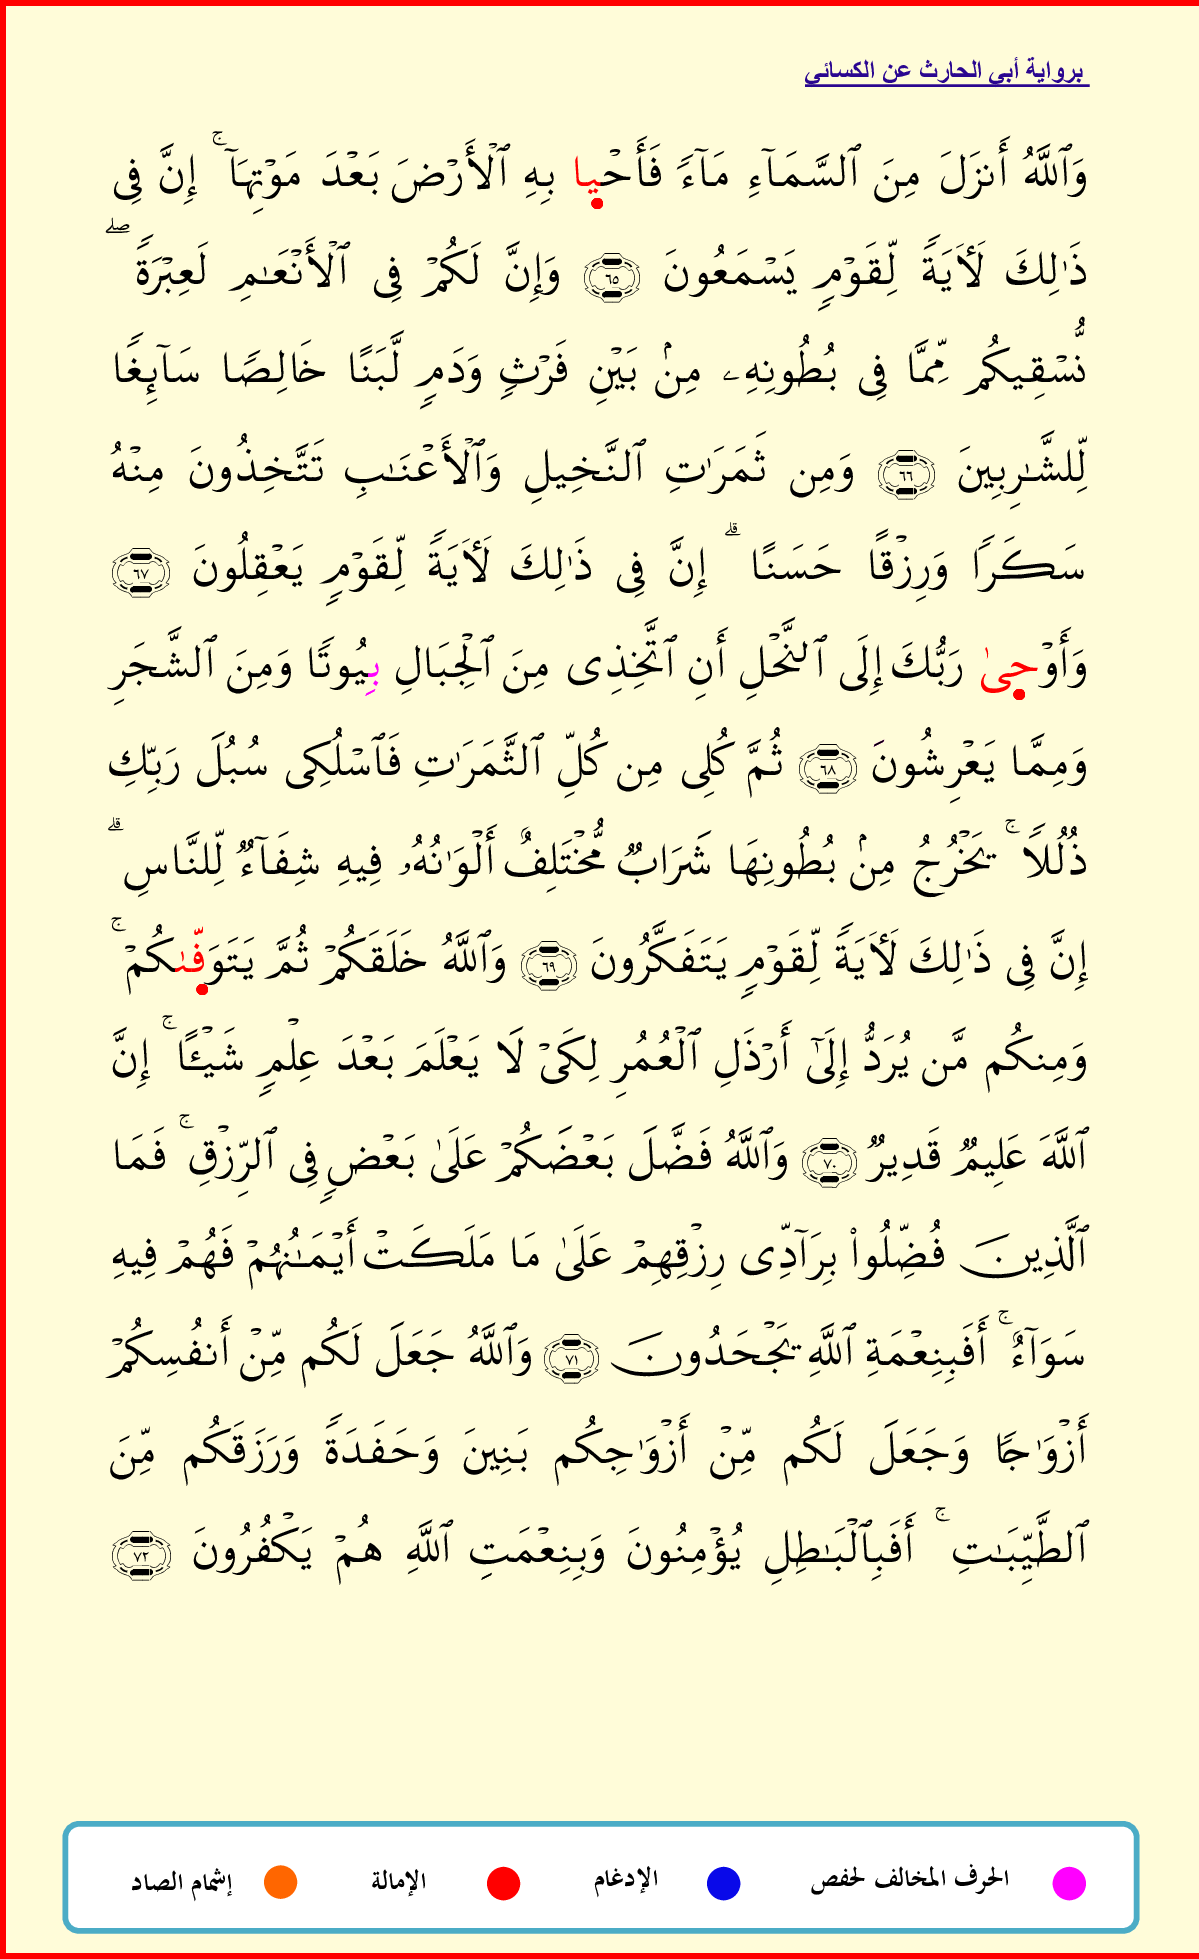 برواية أبي الحارث عن الكسائي
وَٱللَّهُ أَنزَلَ مِنَ ٱلسَّمَآءِ مَآءً فَأَحْيا بِهِ ٱلْأَرْضَ بَعْدَ مَوْتِهَآ ۚ إِنَّ فِى
ذَٰلِكَ لَأٓيَةً لِّقَوْمٍ يَسْمَعُونَ ٦٥ وَإِنَّ لَكُمْ فِى ٱلْأَنْعَٰمِ لَعِبْرَةً ۖ
نُّسْقِيكُم مِّمَّا فِى بُطُونِهِۦ مِنۢ بَيْنِ فَرْثٍ وَدَمٍ لَّبَنًا خَالِصًا سَآئِغًا
لِّلشَّٰرِبِينَ ٦٦ وَمِن ثَمَرَٰتِ ٱلنَّخِيلِ وَٱلْأَعْنَٰبِ تَتَّخِذُونَ مِنْهُ
سَكَرًا وَرِزْقًا حَسَنًا ۗ إِنَّ فِى ذَٰلِكَ لَأٓيَةً لِّقَوْمٍ يَعْقِلُونَ ٦٧
وَأَوْحىٰ رَبُّكَ إِلَى ٱلنَّحْلِ أَنِ ٱتَّخِذِى مِنَ ٱلْجِبَالِ بِيُوتًا وَمِنَ ٱلشَّجَرِ
وَمِمَّا يَعْرِشُونَ ٦٨ ثُمَّ كُلِى مِن كُلِّ ٱلثَّمَرَٰتِ فَٱسْلُكِى سُبُلَ رَبِّكِ
ذُلُلًا ۚ يَخْرُجُ مِنۢ بُطُونِهَا شَرَابٌ مُّخْتَلِفٌ أَلْوَٰنُهُۥ فِيهِ شِفَآءٌ لِّلنَّاسِ ۗ
إِنَّ فِى ذَٰلِكَ لَأٓيَةً لِّقَوْمٍ يَتَفَكَّرُونَ ٦٩ وَٱللَّهُ خَلَقَكُمْ ثُمَّ يَتَوَفّىٰكُمْ ۚ
وَمِنكُم مَّن يُرَدُّ إِلَىٰٓ أَرْذَلِ ٱلْعُمُرِ لِكَىْ لَا يَعْلَمَ بَعْدَ عِلْمٍ شَيْـًٔا ۚ إِنَّ
ٱللَّهَ عَلِيمٌ قَدِيرٌ ٧٠ وَٱللَّهُ فَضَّلَ بَعْضَكُمْ عَلَىٰ بَعْضٍ فِى ٱلرِّزْقِ ۚ فَمَا
ٱلَّذِينَ فُضِّلُوا۟ بِرَآدِّى رِزْقِهِمْ عَلَىٰ مَا مَلَكَتْ أَيْمَٰنُهُمْ فَهُمْ فِيهِ
سَوَآءٌ ۚ أَفَبِنِعْمَةِ ٱللَّهِ يَجْحَدُونَ ٧١ وَٱللَّهُ جَعَلَ لَكُم مِّنْ أَنفُسِكُمْ
أَزْوَٰجًا وَجَعَلَ لَكُم مِّنْ أَزْوَٰجِكُم بَنِينَ وَحَفَدَةً وَرَزَقَكُم مِّنَ
ٱلطَّيِّبَٰتِ ۚ أَفَبِٱلْبَٰطِلِ يُؤْمِنُونَ وَبِنِعْمَتِ ٱللَّهِ هُمْ يَكْفُرُونَ ٧٢
الحرف المخالف لحفص الإدغام الإمالة إشمام الصاد